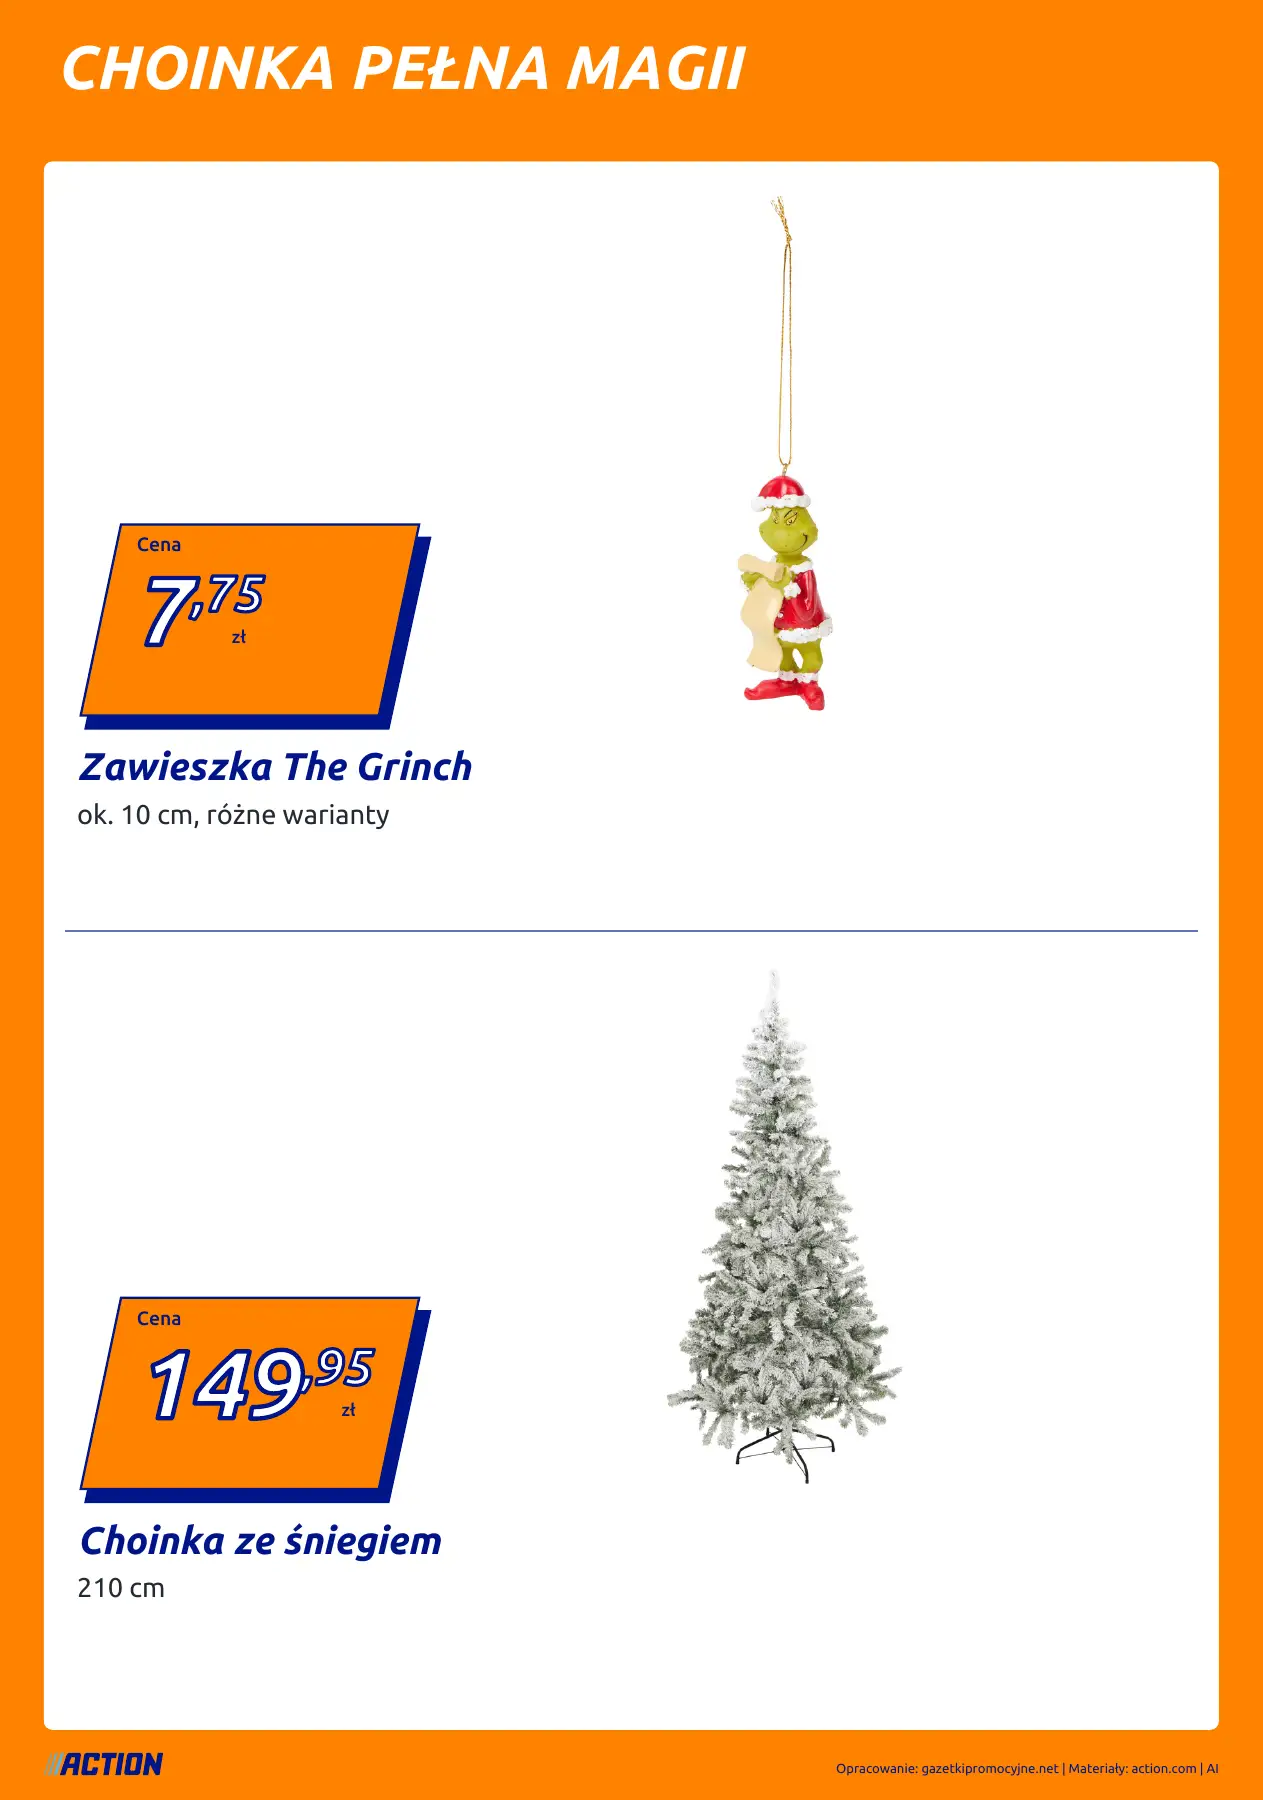 CHOINKA PEŁNA MAGII
Cena
7,75
zł
Zawieszka The Grinch
ok. 10 cm, różne warianty
Cena
149,95
zł
Choinka ze śniegiem
210 cm
ACTION
Opracowanie: gazetkipromocyjne.net | Materiały: action.com | AI